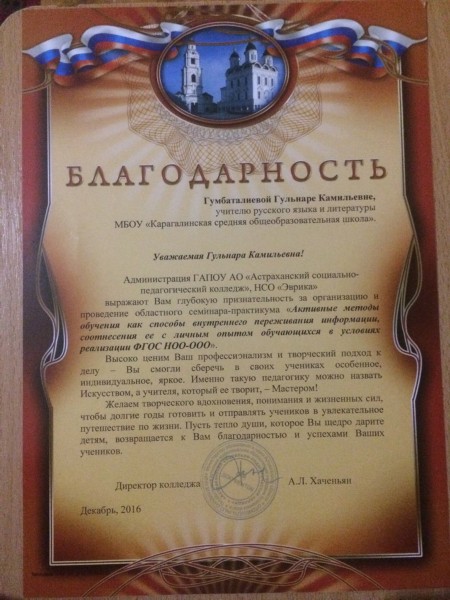 БЛАГОДАРНОСТЬ
Гумбаталиевой Гульнаре Камильевне,
учителю русского языка и литературы
МБОУ «Карагалинская средняя общеобразовательная школа».
Уважаемая Гульнара Камильевна!
Администрация ГАПОУ АО «Астраханский социально-
педагогический колледж», НСО «Эврика»
выражают Вам глубокую признательность за организацию и
проведение областного семинара-практикума «Активные методы
обучения как способы внутреннего переживания информации,
соотнесения ее с личным опытом обучающихся в условиях
реализации ФГОС НОО-ООО».
Высоко ценим Ваш профессионализм и творческий подход к
делу – Вы смогли сберечь в своих учениках особенное,
индивидуальное, яркое. Именно такую педагогику можно назвать
Искусством, а учителя, который ее творит, – Мастером!
Желаем творческого вдохновения, понимания и жизненных сил,
чтобы долгие годы готовить и отправлять учеников в увлекательное
путешествие по жизни. Пусть тепло души, которое Вы щедро дарите
детям, возвращается к Вам благодарностью и успехами Ваших
учеников.
Директор колледжа А.Л. Хаченьян
Декабрь, 2016